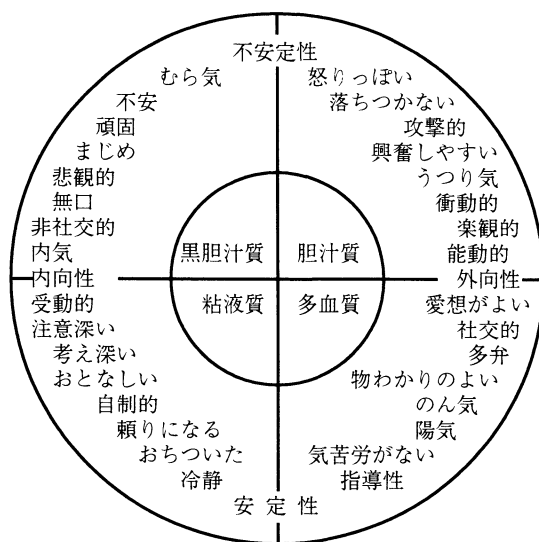 不安定性
むら気
怒りっぽい
不安
落ちつかない
頑固
攻撃的
まじめ
興奮しやすい
悲観的
うつり気
無口
衝動的
非社交的
楽観的
内気
黒胆汁質
胆汁質
能動的
内向性
外向性
受動的
粘液質
多血質
愛想がよい
注意深い
社交的
考え深い
多弁
おとなしい
物わかりのよい
自制的
のん気
頼りになる
陽気
おちついた
気苦労がない
冷静
指導性
安定性